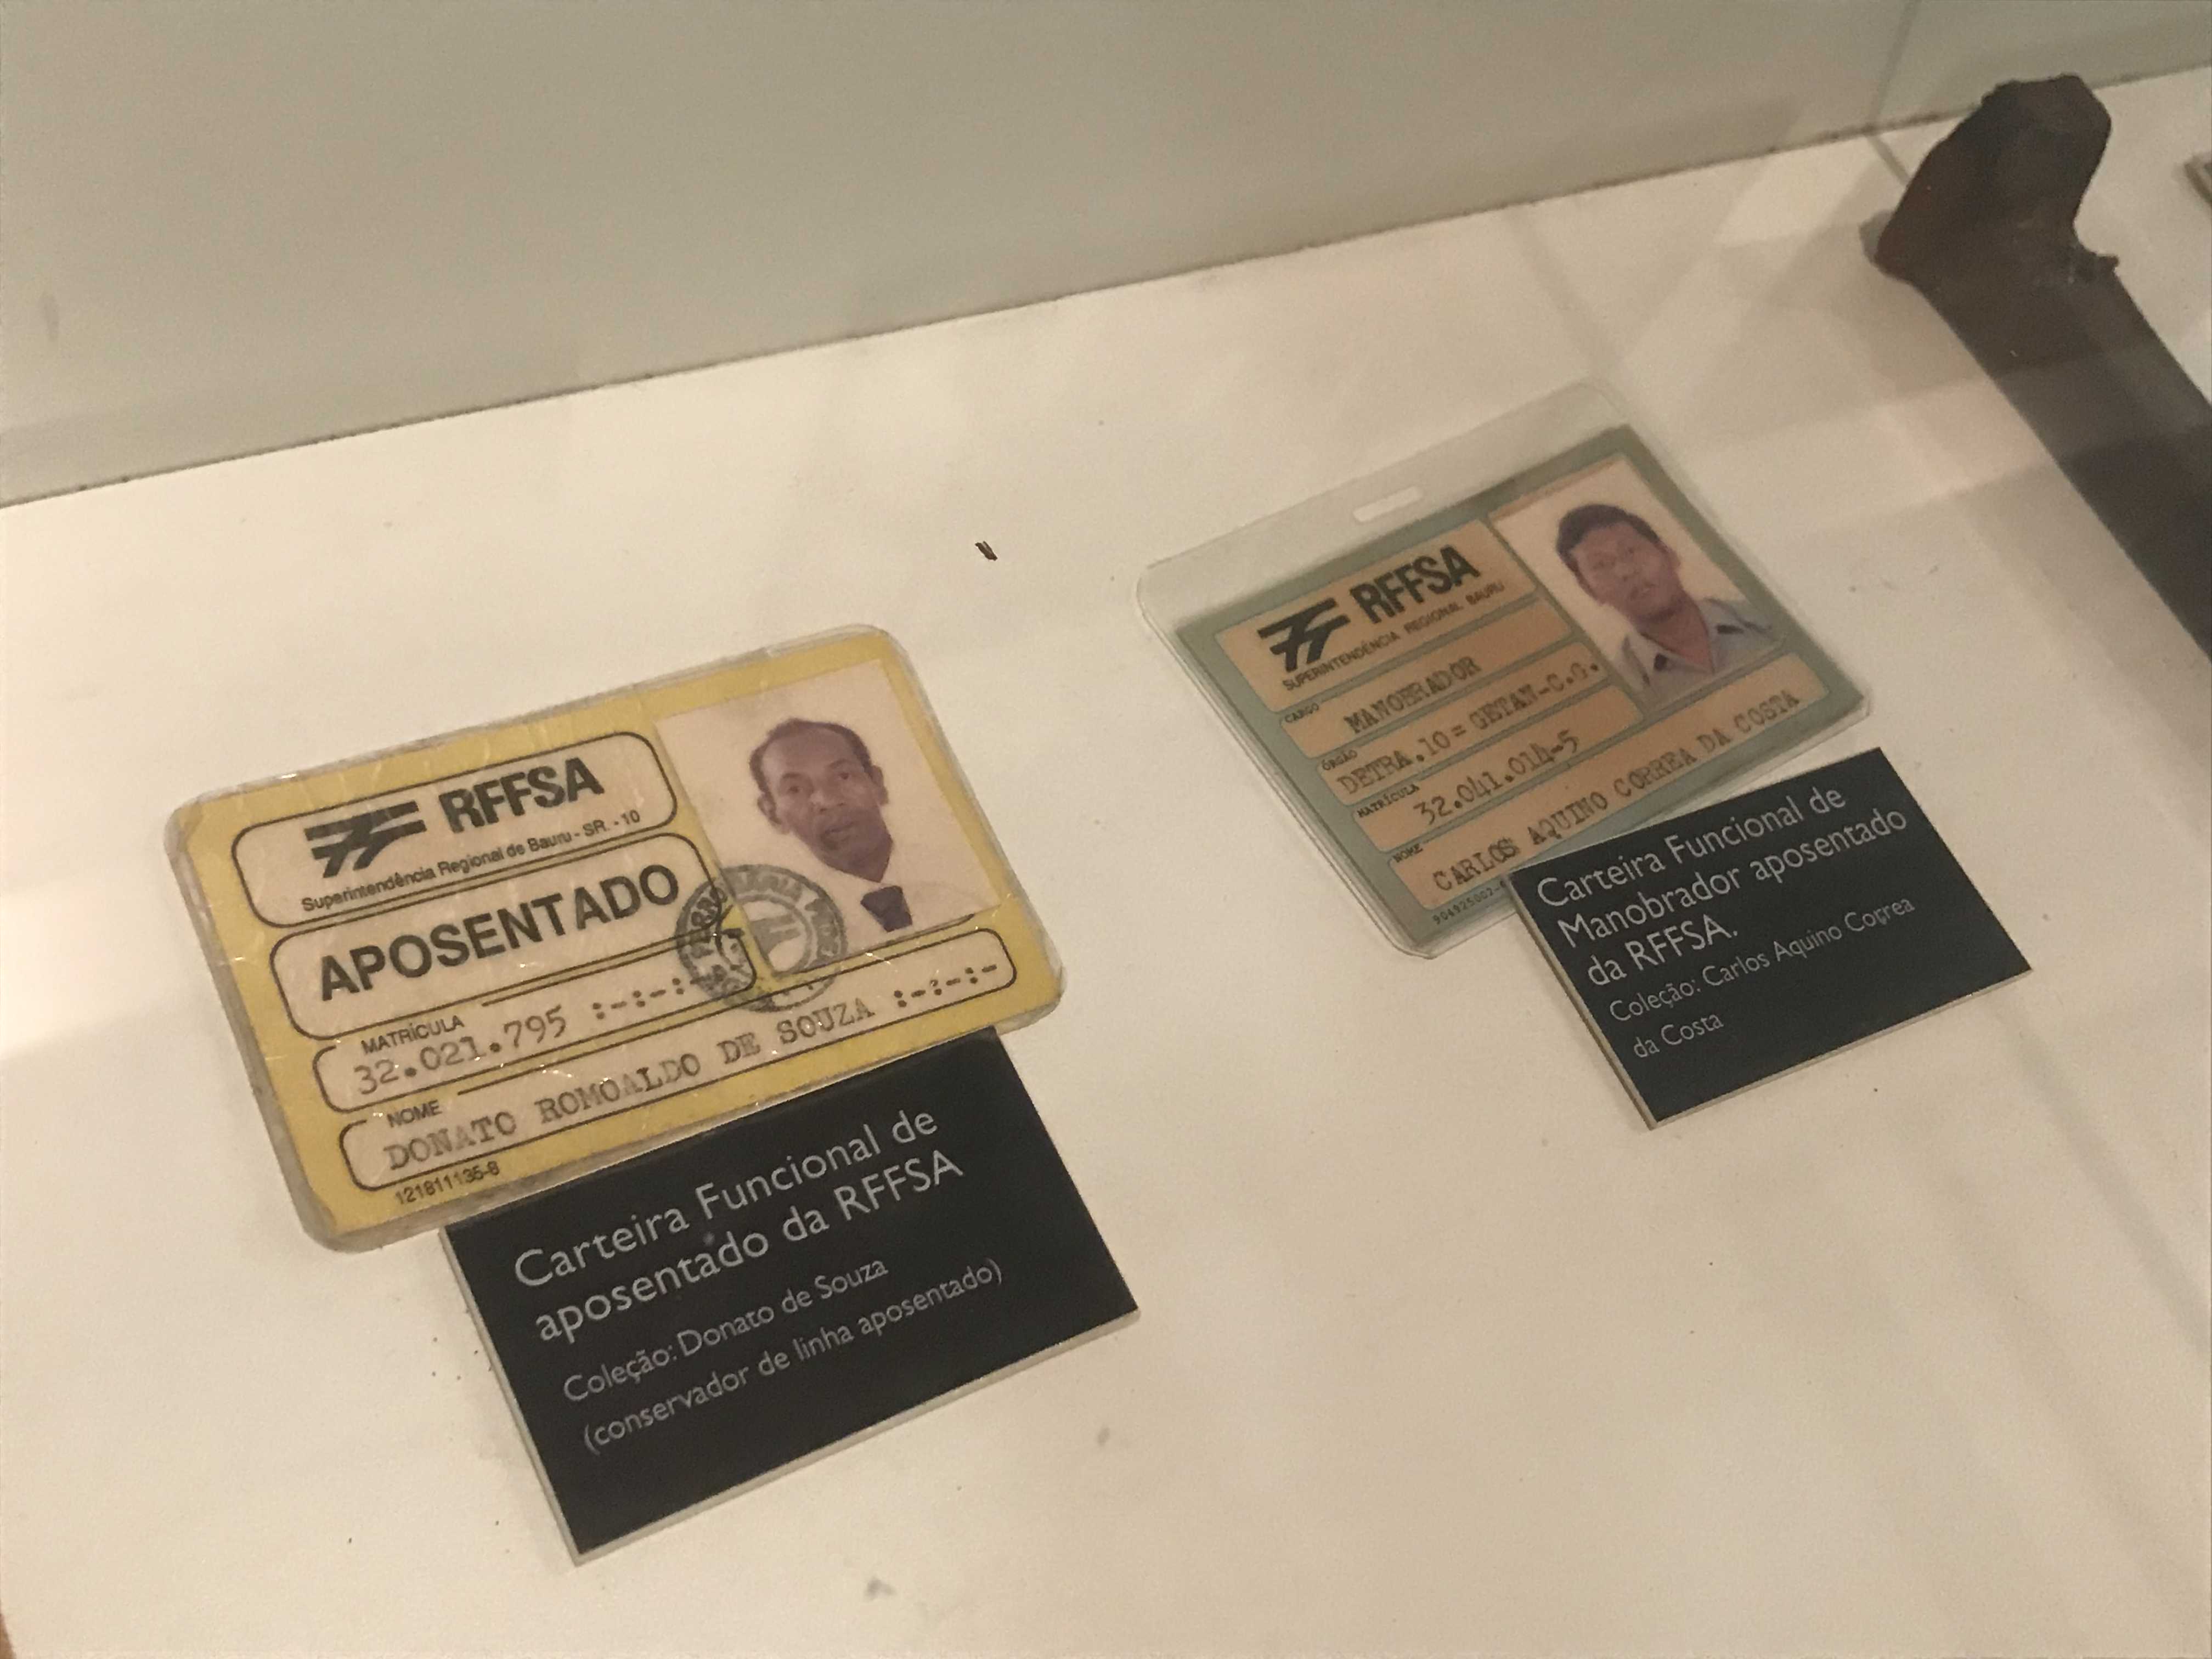 RFFSA
Superintendência Regional de Bauru - SR. - 10
APOSENTADO
MATRÍCULA
32.021.795 :-:-:-
NOME
DONATO ROMOALDO DE SOUZA :-:-:-
121811135-8
Carteira Funcional de
aposentado da RFFSA
Coleção: Donato de Souza
(conservador de linha aposentado)
RFFSA
SUPERINTENDÊNCIA REGIONAL BAURU
CARGO
MANOBRADOR
ÓRGÃO
DETRA.10= GETAN-C.G.
MATRÍCULA
32.041.014-5
NOME
CARLOS AQUINO CORREA DA COSTA
Carteira Funcional de
Manobrador aposentado
da RFFSA.
Coleção: Carlos Aquino Correa
da Costa